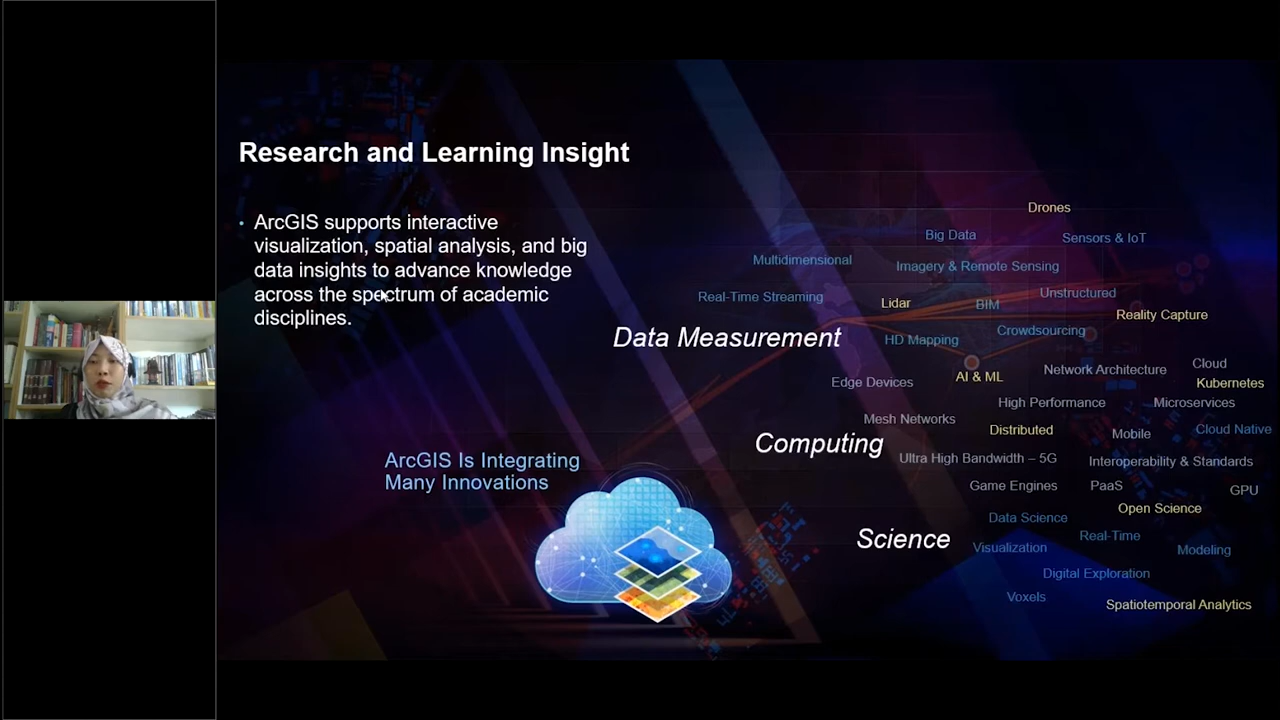 Research and Learning Insight
• ArcGIS supports interactive
visualization, spatial analysis, and big
data insights to advance knowledge
across the spectrum of academic
disciplines.
ArcGIS Is Integrating
Many Innovations
Data Measurement
Drones
Big Data
Sensors & IoT
Multidimensional
Imagery & Remote Sensing
Real-Time Streaming
Lidar
BIM
Unstructured
Reality Capture
HD Mapping
Crowdsourcing
Computing
Edge Devices
AI & ML
Network Architecture
Cloud
Kubernetes
High Performance
Microservices
Mesh Networks
Distributed
Mobile
Cloud Native
Ultra High Bandwidth – 5G
Interoperability & Standards
Game Engines
PaaS
GPU
Science
Open Science
Data Science
Real-Time
Visualization
Modeling
Digital Exploration
Voxels
Spatiotemporal Analytics